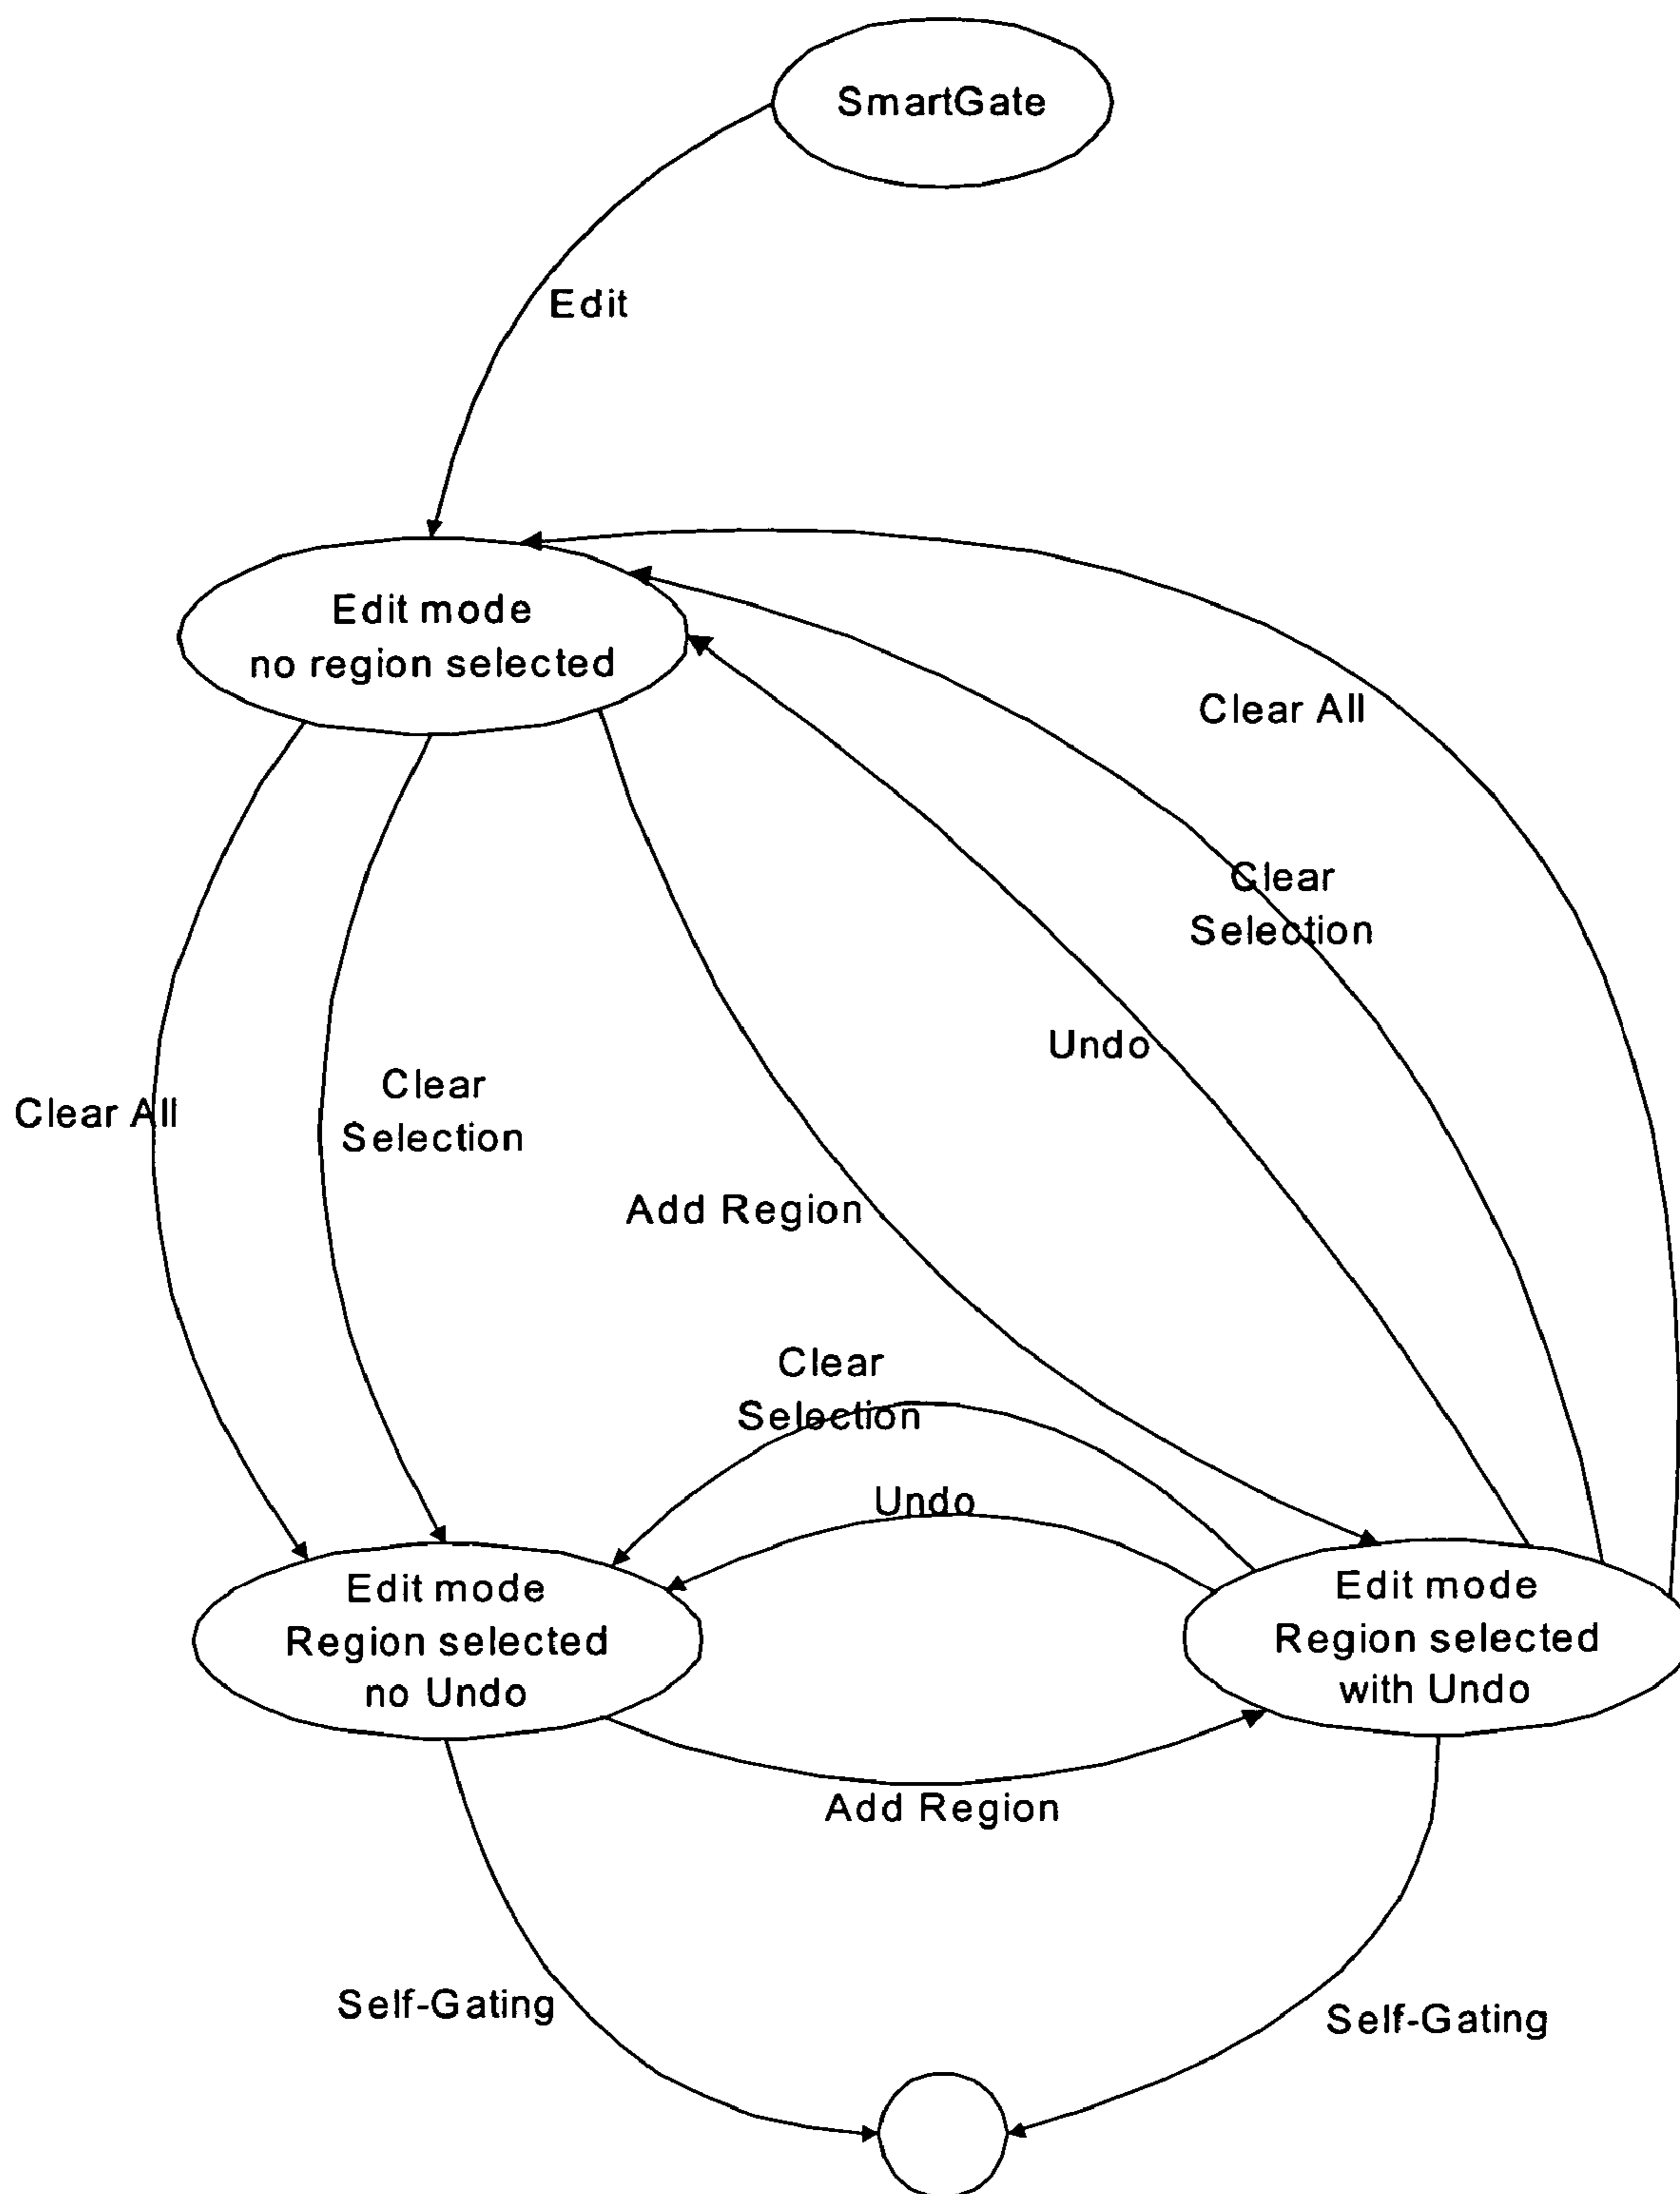 SmartGate
Edit
Edit mode
no region selected
Clear All
Clear
Selection
Undo
Clear All
Clear
Selection
Add Region
Clear
Selection
Undo
Edit mode
Region selected
no Undo
Edit mode
Region selected
with Undo
Add Region
Self-Gating
Self-Gating